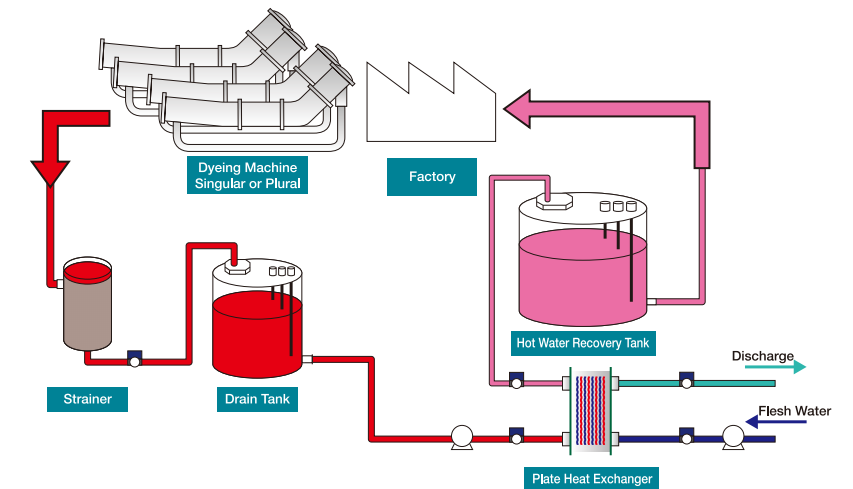 Dyeing Machine
Singular or Plural
Factory
Hot Water Recovery Tank
Discharge
Strainer
Drain Tank
Flesh Water
Plate Heat Exchanger